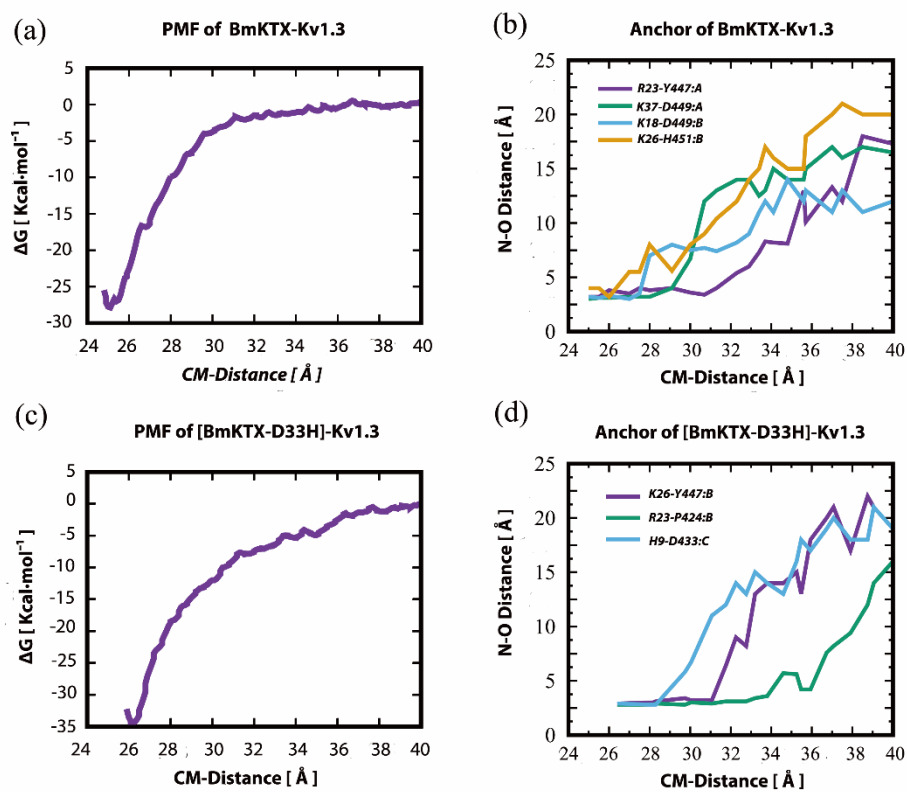 (a)
PMF of BmKTX-Kv1.3
ΔG [ Kcal·mol⁻¹ ]
5
0
-5
-10
-15
-20
-25
-30
24 26 28 30 32 34 36 38 40
CM-Distance [ Å ]
(b)
Anchor of BmKTX-Kv1.3
R23-Y447:A
K37-D449:A
K18-D449:B
K26-H451:B
N-O Distance [ Å ]
25
20
15
10
5
0
24 26 28 30 32 34 36 38 40
CM-Distance [ Å ]
(c)
PMF of [BmKTX-D33H]-Kv1.3
ΔG [ Kcal·mol⁻¹ ]
5
0
-5
-10
-15
-20
-25
-30
-35
24 26 28 30 32 34 36 38 40
CM-Distance [ Å ]
(d)
Anchor of [BmKTX-D33H]-Kv1.3
K26-Y447:B
R23-P424:B
H9-D433:C
N-O Distance [ Å ]
25
20
15
10
5
0
24 26 28 30 32 34 36 38 40
CM-Distance [ Å ]